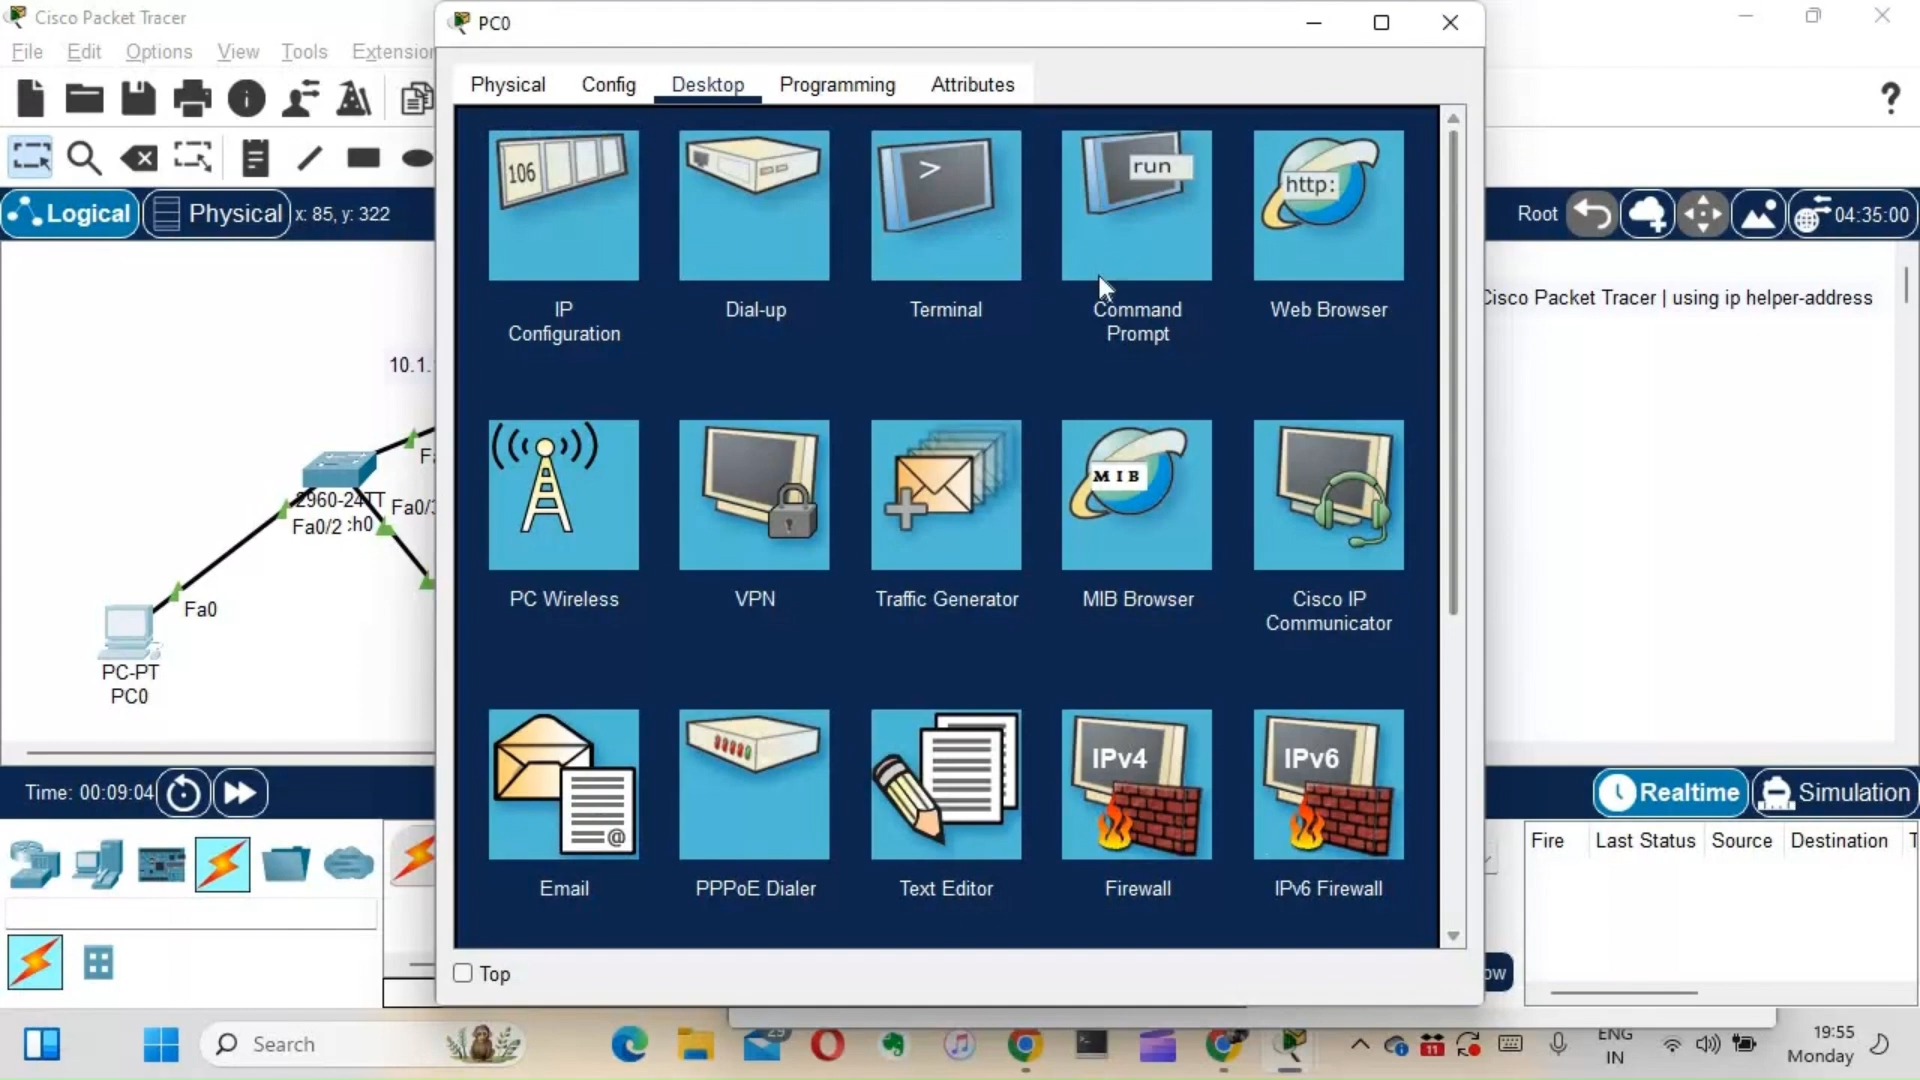 Cisco Packet Tracer
PC0
File Edit Options View Tools Extension
Physical Config Desktop Programming Attributes
Logical Physical x: 85, y: 322
Root 04:35:00
106
>
run
http:
IP
Configuration
Dial-up
Terminal
Command
Prompt
Web Browser
Cisco Packet Tracer | using ip helper-address
10.1.
Fa0/3
2960-24TT
Fa0/2
Fa0
PC-PT
PC0
MIB
PC Wireless
VPN
Traffic Generator
MIB Browser
Cisco IP
Communicator
IPv4
IPv6
@
Email
PPPoE Dialer
Text Editor
Firewall
IPv6 Firewall
Time: 00:09:04
Realtime Simulation
Fire Last Status Source Destination T
Top
Search
29
11
ENG
IN
19:55
Monday